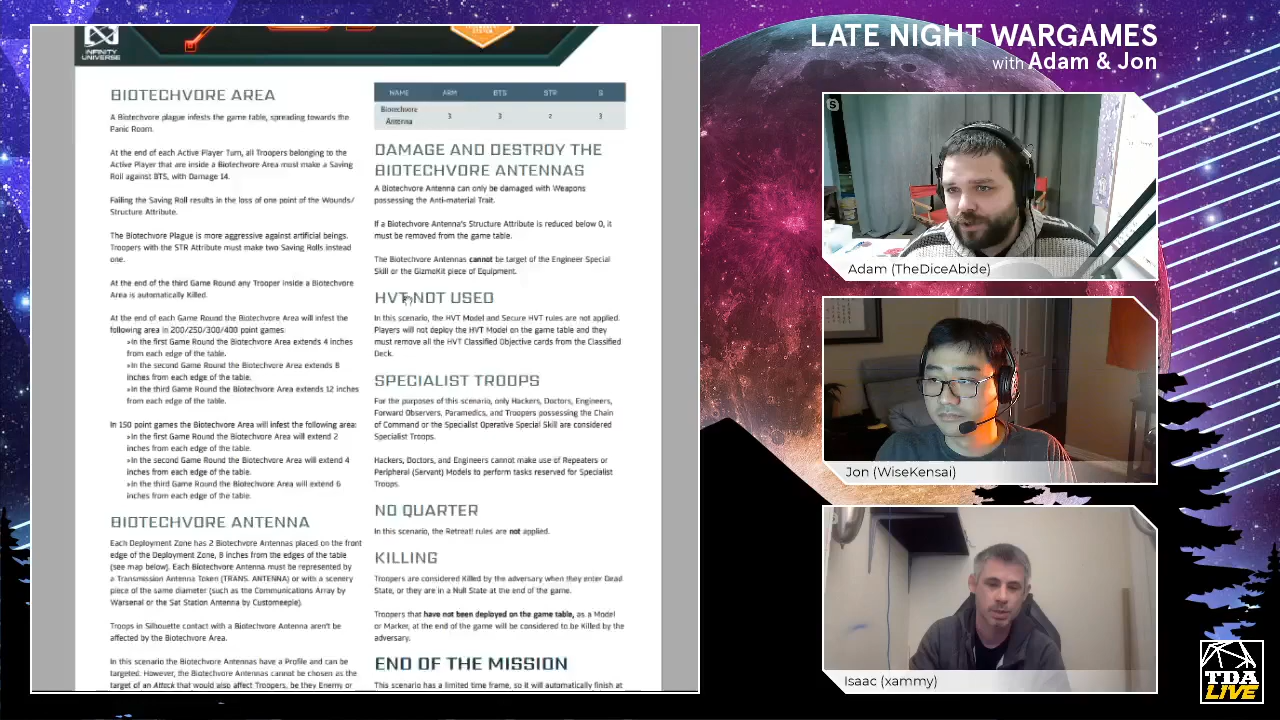 INFINITY
UNIVERSE
BIOTECHVORE AREA
A Biotechvore plague infests the game table, spreading towards the
Panic Room.
At the end of each Active Player Turn, all Troopers belonging to the
Active Player that are inside a Biotechvore Area must make a Saving
Roll against BTS, with Damage 14.
Failing the Saving Roll results in the loss of one point of the Wounds/
Structure Attribute.
The Biotechvore Plague is more aggressive against artificial beings.
Troopers with the STR Attribute must make two Saving Rolls instead
one.
At the end of the third Game Round any Trooper inside a Biotechvore
Area is automatically Killed.
At the end of each Game Round the Biotechvore Area will infest the
following area in 200/250/300/400 point games:
»In the first Game Round the Biotechvore Area extends 4 inches
from each edge of the table.
»In the second Game Round the Biotechvore Area extends 8
inches from each edge of the table.
»In the third Game Round the Biotechvore Area extends 12 inches
from each edge of the table.
In 150 point games the Biotechvore Area will infest the following area:
»In the first Game Round the Biotechvore Area will extend 2
inches from each edge of the table.
»In the second Game Round the Biotechvore Area will extend 4
inches from each edge of the table.
»In the third Game Round the Biotechvore Area will extend 6
inches from each edge of the table.
BIOTECHVORE ANTENNA
Each Deployment Zone has 2 Biotechvore Antennas placed on the front
edge of the Deployment Zone, 8 inches from the edges of the table
(see map below). Each Biotechvore Antenna must be represented by
a Transmission Antenna Token (TRANS. ANTENNA) or with a scenery
piece of the same diameter (such as the Communications Array by
Warsenal or the Sat Station Antenna by Customeeple).
Troops in Silhouette contact with a Biotechvore Antenna aren't be
affected by the Biotechvore Area.
In this scenario the Biotechvore Antennas have a Profile and can be
targeted. However, the Biotechvore Antennas cannot be chosen as the
target of an Attack that would also affect Troopers, be they Enemy or
NAME ARM BTS STR S
Biotechvore
Antenna 3 3 2 3
DAMAGE AND DESTROY THE
BIOTECHVORE ANTENNAS
A Biotechvore Antenna can only be damaged with Weapons
possessing the Anti-material Trait.
If a Biotechvore Antenna's Structure Attribute is reduced below 0, it
must be removed from the game table.
The Biotechvore Antennas cannot be target of the Engineer Special
Skill or the GizmoKit piece of Equipment.
HVT NOT USED
In this scenario, the HVT Model and Secure HVT rules are not applied.
Players will not deploy the HVT Model on the game table and they
must remove all the HVT Classified Objective cards from the Classified
Deck.
SPECIALIST TROOPS
For the purposes of this scenario, only Hackers, Doctors, Engineers,
Forward Observers, Paramedics, and Troopers possessing the Chain
of Command or the Specialist Operative Special Skill are considered
Specialist Troops.
Hackers, Doctors, and Engineers cannot make use of Repeaters or
Peripheral (Servant) Models to perform tasks reserved for Specialist
Troops.
NO QUARTER
In this scenario, the Retreat! rules are not applied.
KILLING
Troopers are considered Killed by the adversary when they enter Dead
State, or they are in a Null State at the end of the game.
Troopers that have not been deployed on the game table, as a Model
or Marker, at the end of the game will be considered to be Killed by the
adversary.
END OF THE MISSION
This scenario has a limited time frame, so it will automatically finish at
LATE NIGHT WARGAMES
with Adam & Jon
Adam (TheDiceAbide)
Jon (WiseKensai)
Isaac (xammy)
TDA
LIVE